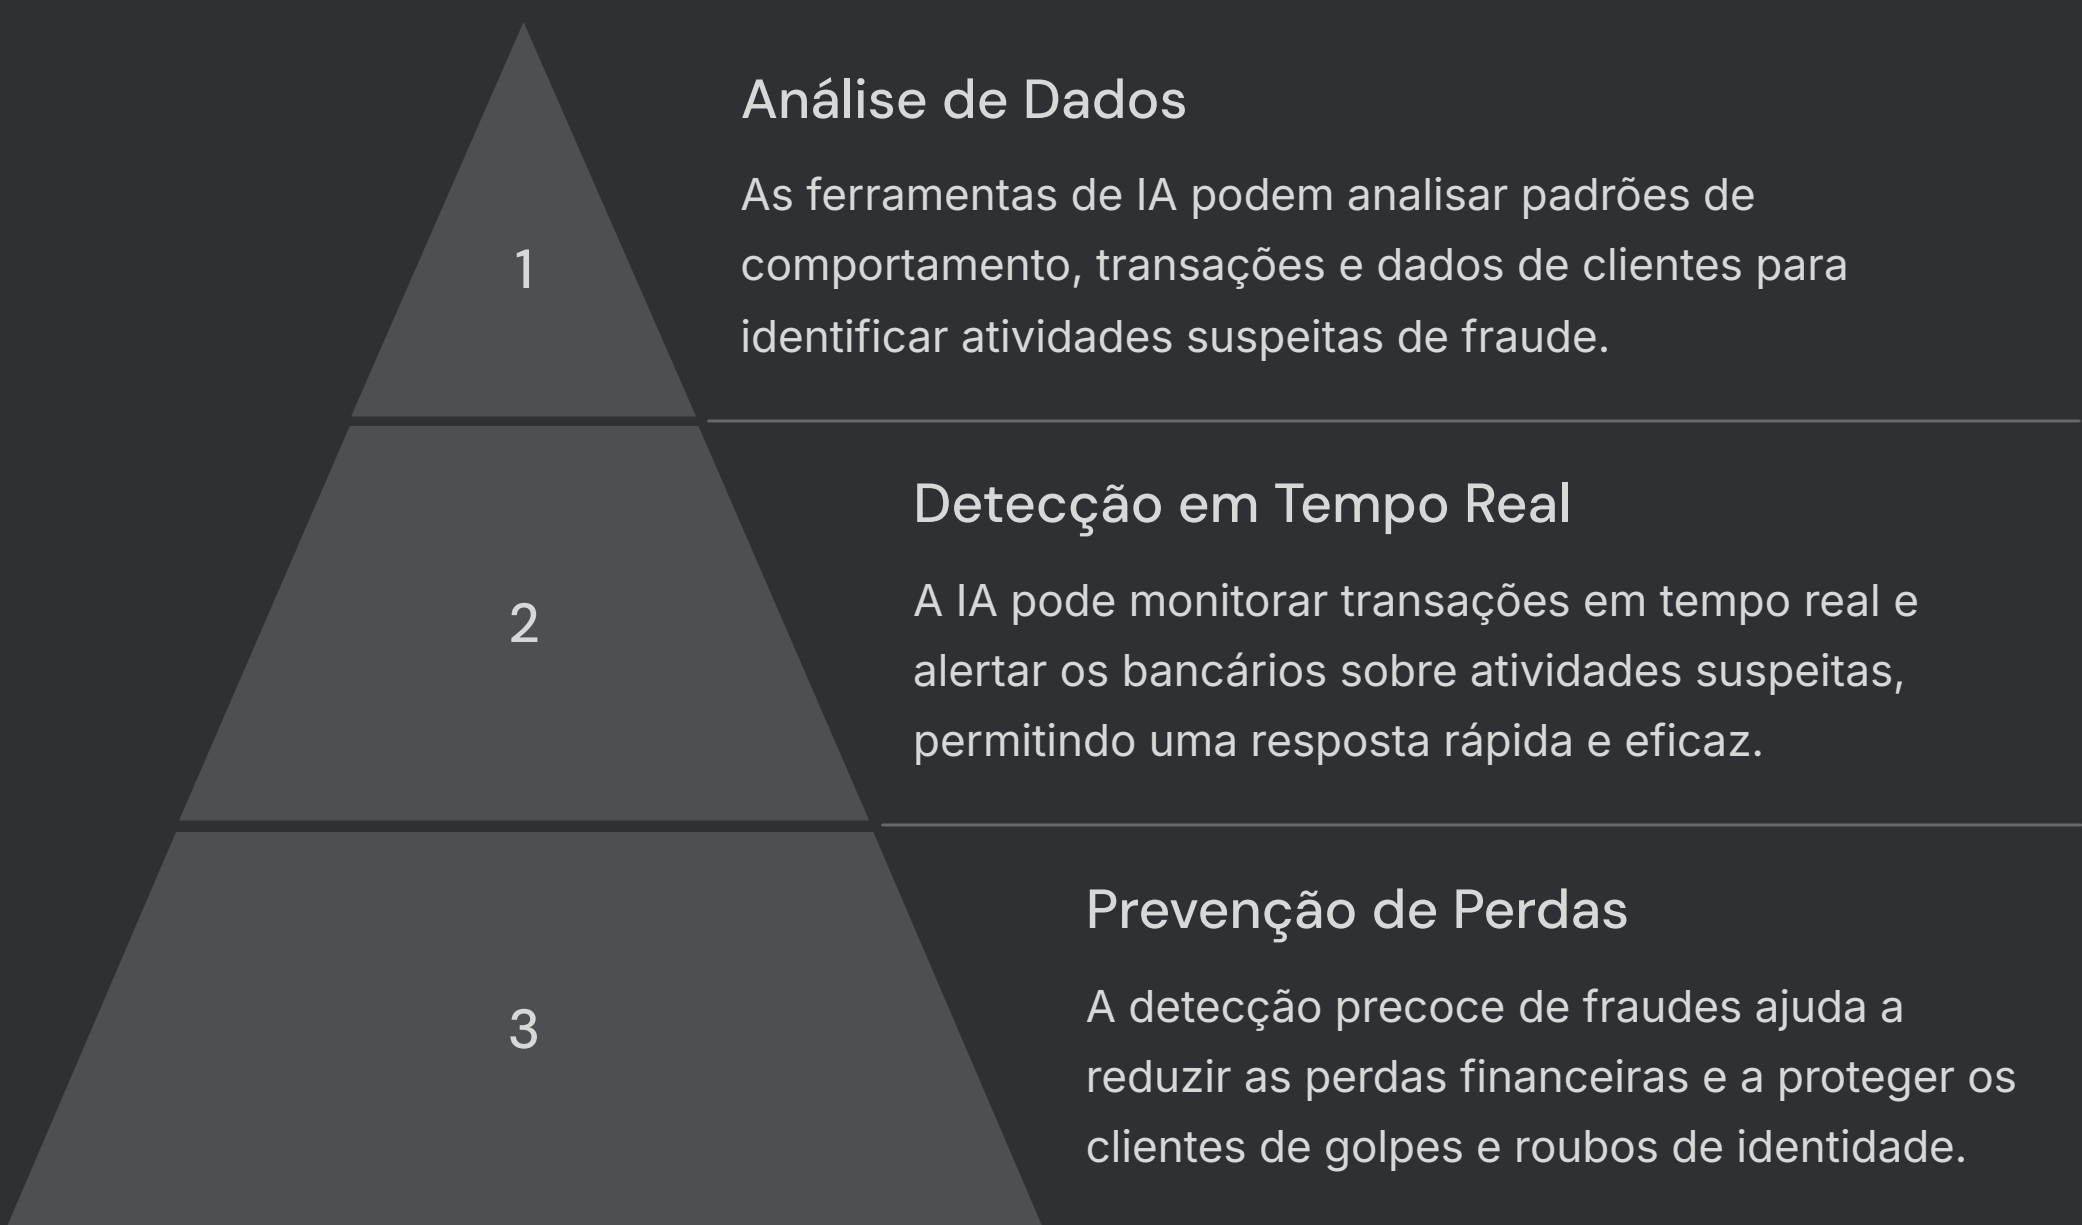 1
Análise de Dados
As ferramentas de IA podem analisar padrões de
comportamento, transações e dados de clientes para
identificar atividades suspeitas de fraude.
2
Detecção em Tempo Real
A IA pode monitorar transações em tempo real e
alertar os bancários sobre atividades suspeitas,
permitindo uma resposta rápida e eficaz.
3
Prevenção de Perdas
A detecção precoce de fraudes ajuda a
reduzir as perdas financeiras e a proteger os
clientes de golpes e roubos de identidade.